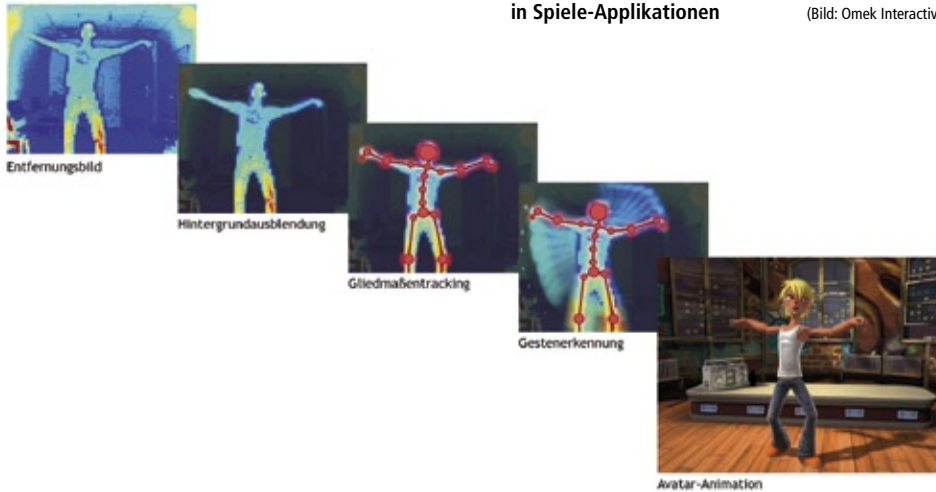 in Spiele-Applikationen
(Bild: Omek Interactiv
Entfernungsbild
Hintergrundausblendung
Gliedmaßentracking
Gestenerkennung
Avatar-Animation